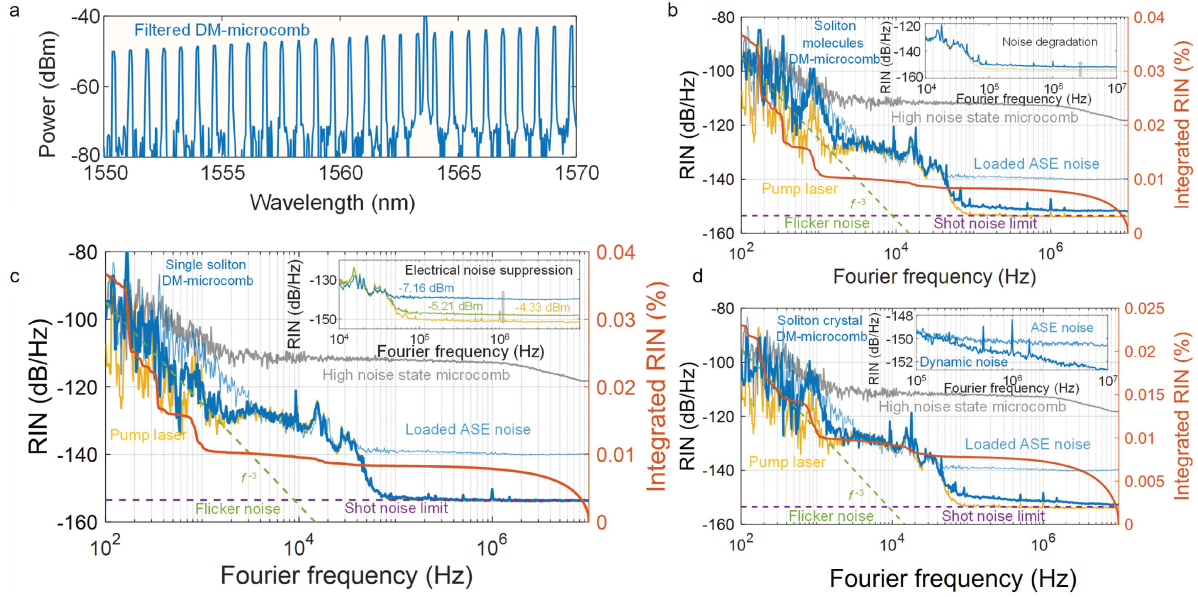 a
Filtered DM-microcomb
Power (dBm)
-40
-60
-80
1550
1555
1560
1565
1570
Wavelength (nm)
b
Soliton
molecules
DM-microcomb
RIN (dB/Hz)
-80
-100
-120
-140
-160
Integrated RIN (%)
0.04
0.03
0.02
0.01
0
RIN (dB/Hz)
-120
-140
-160
Noise degradation
10^4
10^5
10^6
10^7
Fourier frequency (Hz)
High noise state microcomb
Loaded ASE noise
Pump laser
f^-3
Flicker noise
Shot noise limit
10^2
10^4
10^6
Fourier frequency (Hz)
c
Single soliton
DM-microcomb
RIN (dB/Hz)
-80
-100
-120
-140
-160
Integrated RIN (%)
0.04
0.03
0.02
0.01
0
RIN (dB/Hz)
-130
-150
Electrical noise suppression
-7.16 dBm
-5.21 dBm
-4.33 dBm
10^4
10^5
10^6
Fourier frequency (Hz)
High noise state microcomb
Loaded ASE noise
Pump laser
f^-3
Flicker noise
Shot noise limit
10^2
10^4
10^6
Fourier frequency (Hz)
d
Soliton crystal
DM-microcomb
RIN (dB/Hz)
-80
-100
-120
-140
-160
Integrated RIN (%)
0.025
0.02
0.015
0.01
0.005
0
RIN (dB/Hz)
-148
-150
-152
ASE noise
Dynamic noise
10^5
10^6
10^7
Fourier frequency (Hz)
High noise state microcomb
Loaded ASE noise
Pump laser
f^-3
Flicker noise
Shot noise limit
10^2
10^4
10^6
Fourier frequency (Hz)